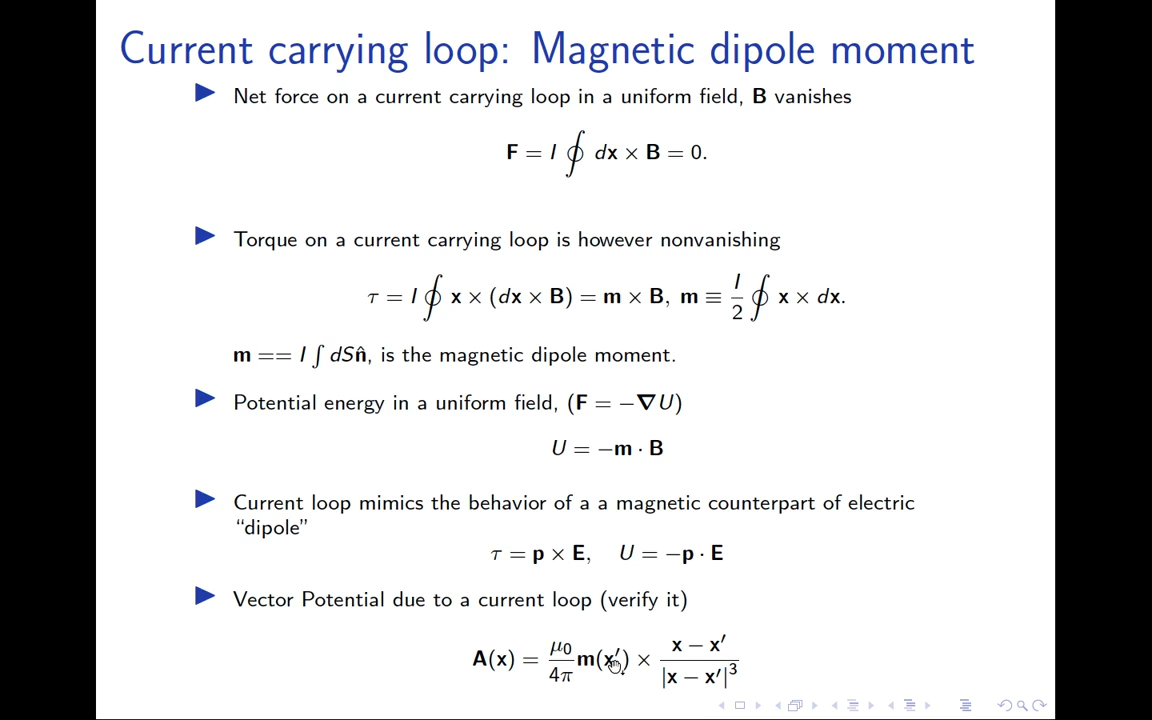 Current carrying loop: Magnetic dipole moment
Net force on a current carrying loop in a uniform field, B vanishes
F = I ∮ dx × B = 0.
Torque on a current carrying loop is however nonvanishing
τ = I ∮ x × (dx × B) = m × B, m ≡ I/2 ∮ x × dx.
m == I ∫ dSn̂, is the magnetic dipole moment.
Potential energy in a uniform field, (F = −∇U)
U = −m · B
Current loop mimics the behavior of a a magnetic counterpart of electric
“dipole”
τ = p × E, U = −p · E
Vector Potential due to a current loop (verify it)
A(x) = μ₀/4π m(x′) × (x − x′)/|x − x′|³